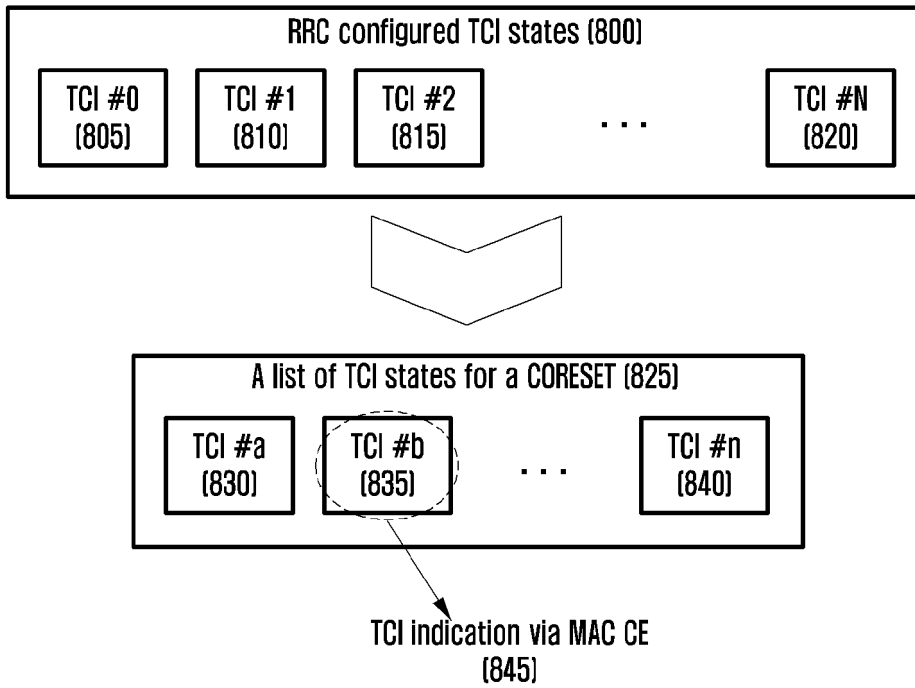 RRC configured TCI states (800)
TCI #0 TCI #1 TCI #2 ... TCI #N
(805) (810) (815) (820)
A list of TCI states for a CORESET (825)
TCI #a TCI #b ... TCI #n
(830) (835) (840)
TCI indication via MAC CE
(845)